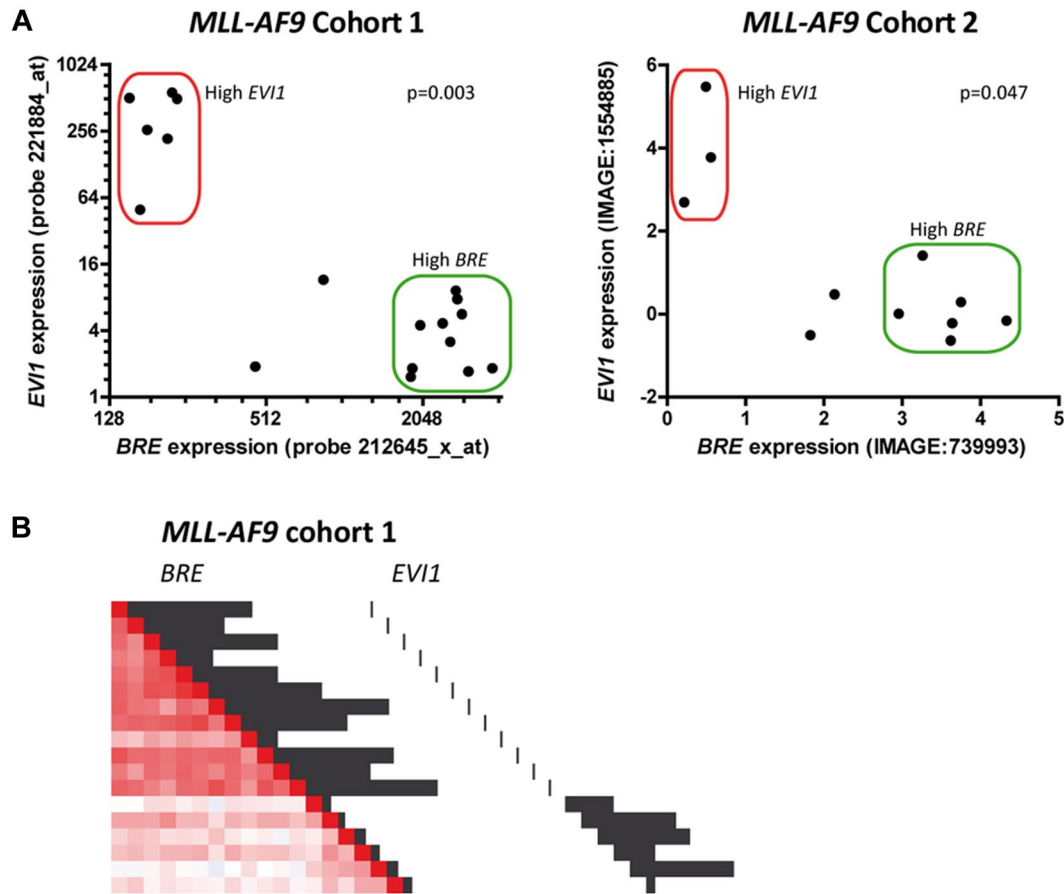 A
MLL-AF9 Cohort 1
1024
256
64
16
4
1
EVI1 expression (probe 221884_at)
High EVI1
p=0.003
High BRE
128
512
2048
BRE expression (probe 212645_x_at)
MLL-AF9 Cohort 2
6
4
2
0
-2
EVI1 expression (IMAGE:1554885)
High EVI1
p=0.047
High BRE
0
1
2
3
4
5
BRE expression (IMAGE:739993)
B
MLL-AF9 cohort 1
BRE
EVI1